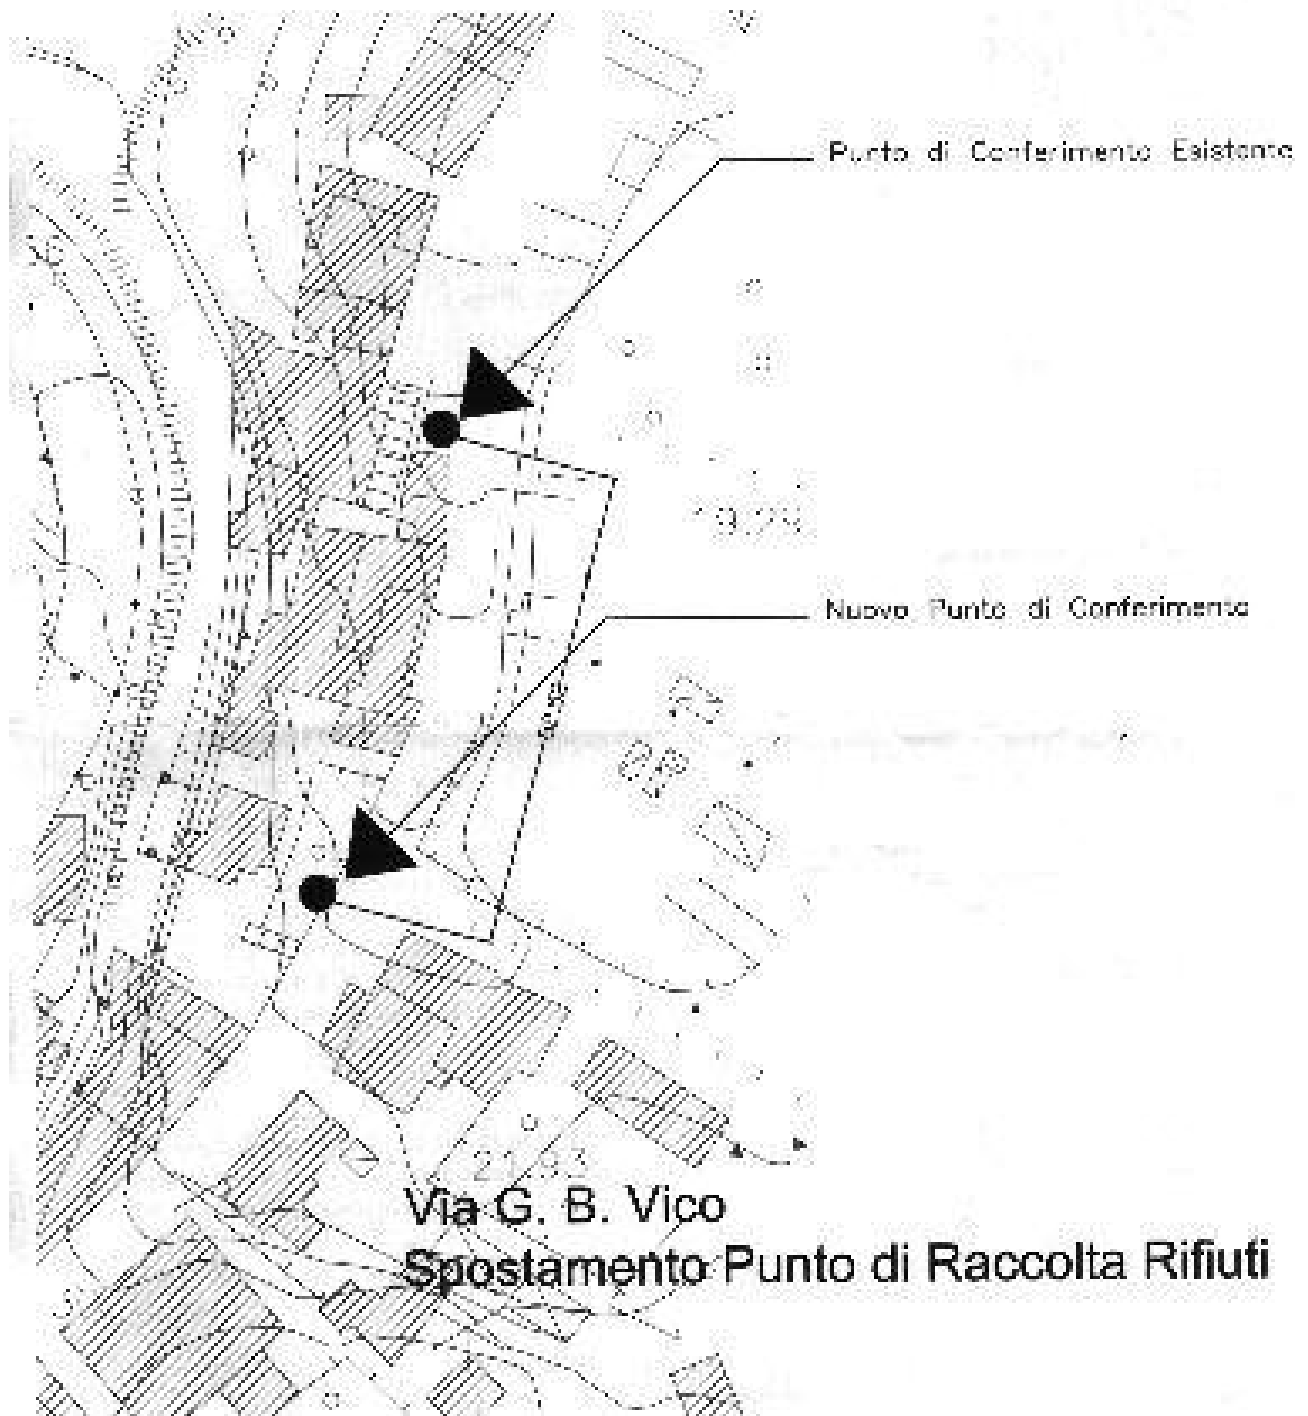 Punto di Conferimento Esistente
Nuovo Punto di Conferimento
Via G. B. Vico
Spostamento Punto di Raccolta Rifiuti